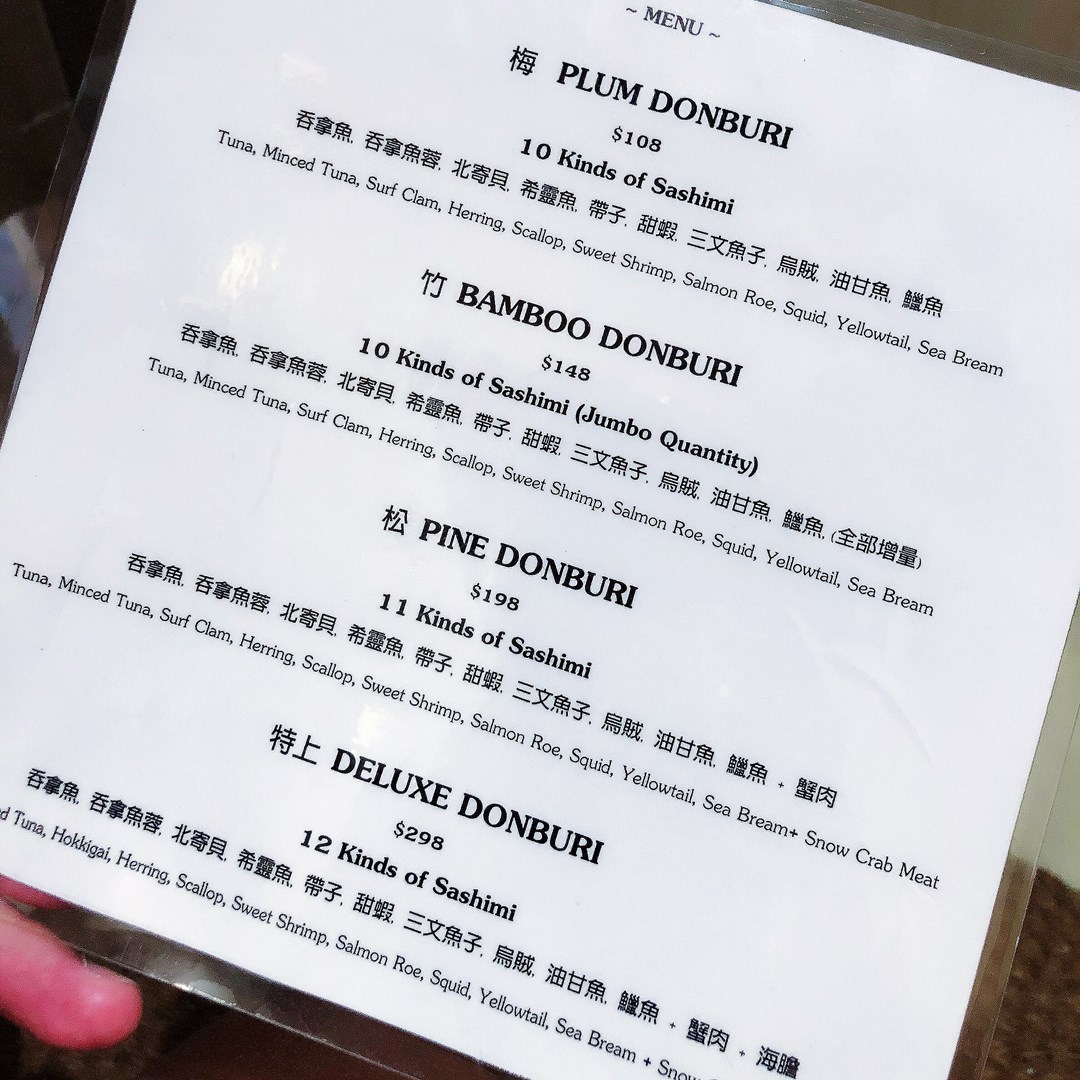 ~ MENU ~
梅 PLUM DONBURI
$108
10 Kinds of Sashimi
吞拿魚, 吞拿魚蓉, 北寄貝, 希靈魚, 帶子, 甜蝦, 三文魚子, 烏賊, 油甘魚, 鱲魚
Tuna, Minced Tuna, Surf Clam, Herring, Scallop, Sweet Shrimp, Salmon Roe, Squid, Yellowtail, Sea Bream
竹 BAMBOO DONBURI
$148
10 Kinds of Sashimi (Jumbo Quantity)
吞拿魚, 吞拿魚蓉, 北寄貝, 希靈魚, 帶子, 甜蝦, 三文魚子, 烏賊, 油甘魚, 鱲魚, (全部增量)
Tuna, Minced Tuna, Surf Clam, Herring, Scallop, Sweet Shrimp, Salmon Roe, Squid, Yellowtail, Sea Bream
松 PINE DONBURI
$198
11 Kinds of Sashimi
吞拿魚, 吞拿魚蓉, 北寄貝, 希靈魚, 帶子, 甜蝦, 三文魚子, 烏賊, 油甘魚, 鱲魚 + 蟹肉
Tuna, Minced Tuna, Surf Clam, Herring, Scallop, Sweet Shrimp, Salmon Roe, Squid, Yellowtail, Sea Bream+ Snow Crab Meat
特上 DELUXE DONBURI
$298
12 Kinds of Sashimi
吞拿魚, 吞拿魚蓉, 北寄貝, 希靈魚, 帶子, 甜蝦, 三文魚子, 烏賊, 油甘魚, 鱲魚 + 蟹肉 + 海膽
Tuna, Hokkigai, Herring, Scallop, Sweet Shrimp, Salmon Roe, Squid, Yellowtail, Sea Bream +